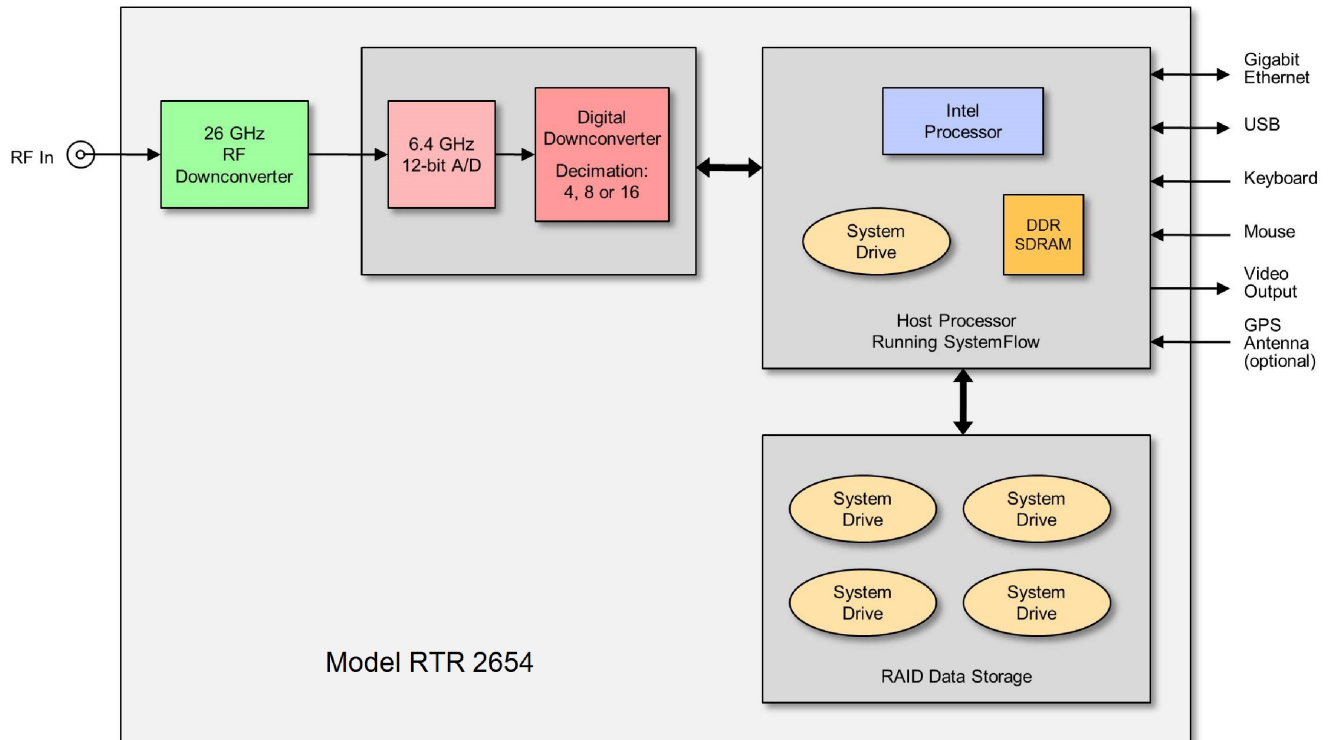 RF In
26 GHz
RF
Downconverter
6.4 GHz
12-bit A/D
Digital
Downconverter
Decimation:
4, 8 or 16
Intel
Processor
System
Drive
DDR
SDRAM
Host Processor
Running SystemFlow
Gigabit
Ethernet
USB
Keyboard
Mouse
Video
Output
GPS
Antenna
(optional)
System
Drive
System
Drive
System
Drive
System
Drive
RAID Data Storage
Model RTR 2654